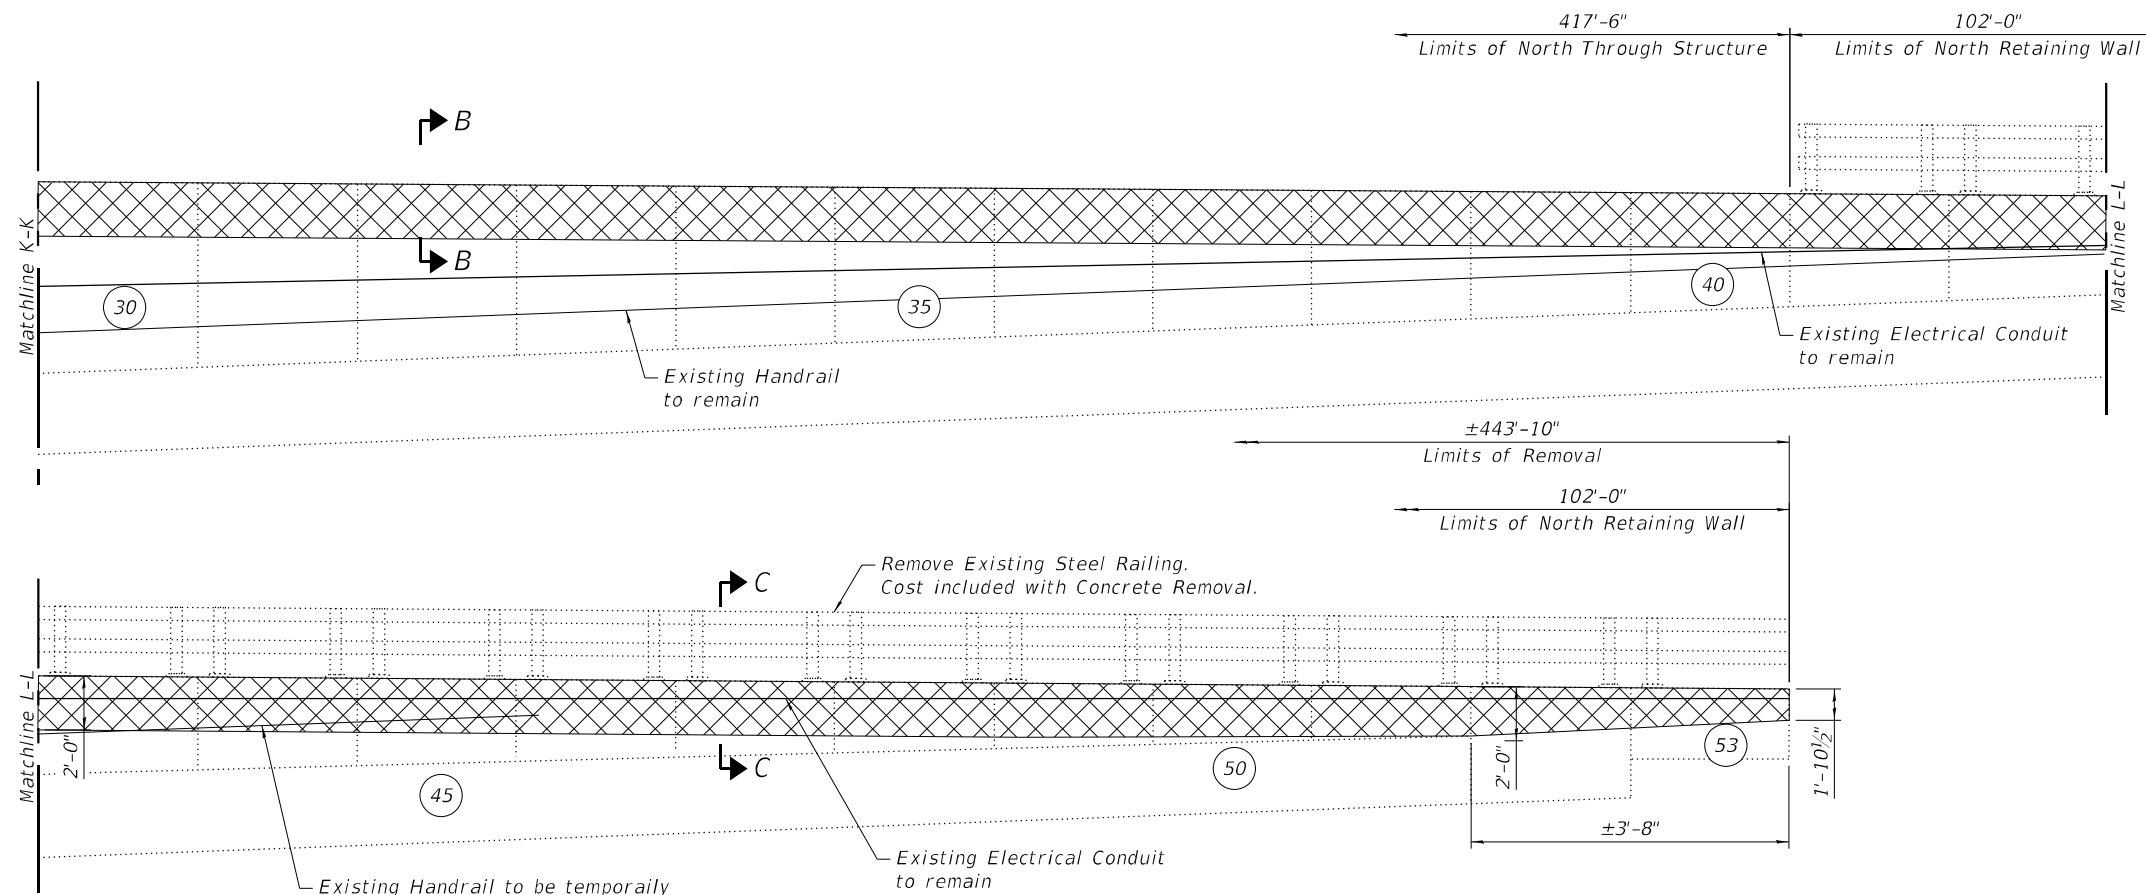 417'-6"
Limits of North Through Structure
102'-0"
Limits of North Retaining Wall
B
B
Matchline K-K
Matchline L-L
30
35
40
Existing Handrail
to remain
Existing Electrical Conduit
to remain
±443'-10"
Limits of Removal
102'-0"
Limits of North Retaining Wall
Remove Existing Steel Railing.
Cost included with Concrete Removal.
C
C
Matchline L-L
2'-0"
45
50
53
2'-0"
1'-10½"
±3'-8"
Existing Electrical Conduit
to remain
Existing Handrail to be temporaily